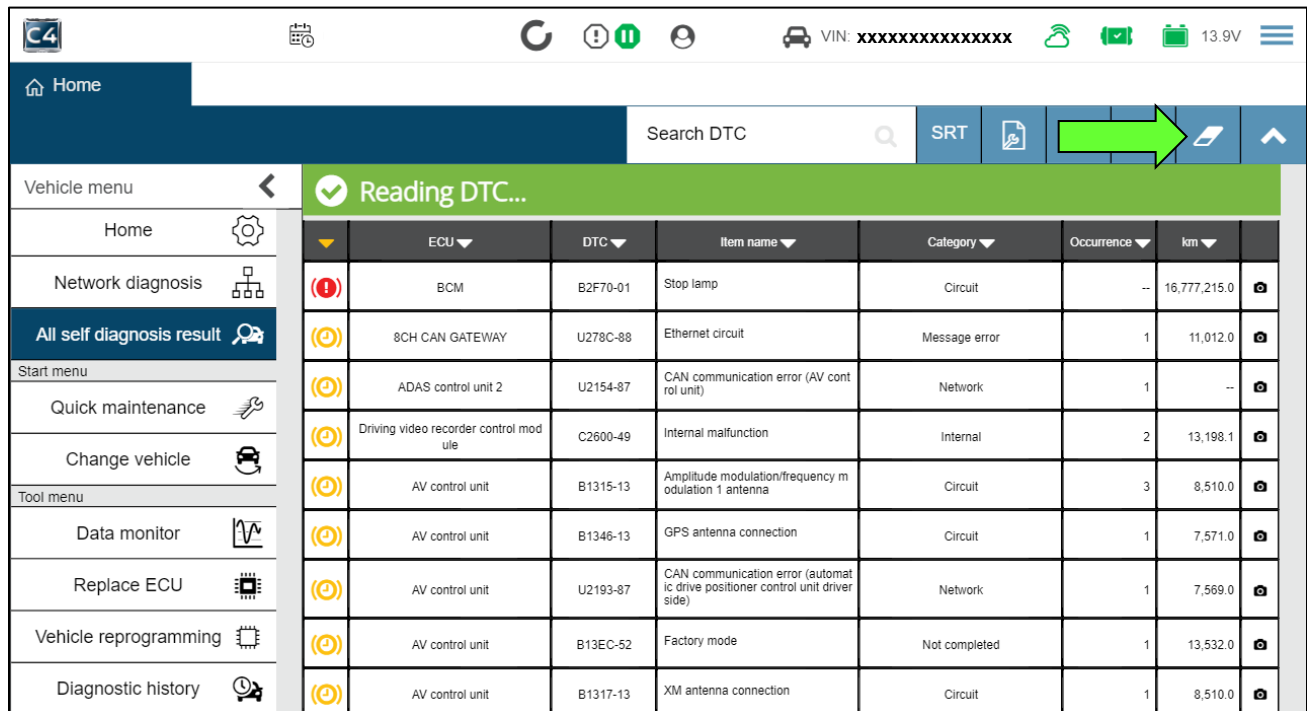 C4
VIN: xxxxxxxxxxxxxxx
13.9V
Home
Search DTC
SRT
Vehicle menu
Reading DTC...
Home
Network diagnosis
All self diagnosis result
Start menu
Quick maintenance
Change vehicle
Tool menu
Data monitor
Replace ECU
Vehicle reprogramming
Diagnostic history
ECU DTC Item name Category Occurrence km
BCM B2F70-01 Stop lamp Circuit -- 16,777,215.0
8CH CAN GATEWAY U278C-88 Ethernet circuit Message error 1 11,012.0
ADAS control unit 2 U2154-87 CAN communication error (AV cont
rol unit) Network 1 --
Driving video recorder control mod
ule C2600-49 Internal malfunction Internal 2 13,198.1
AV control unit B1315-13 Amplitude modulation/frequency m
odulation 1 antenna Circuit 3 8,510.0
AV control unit B1346-13 GPS antenna connection Circuit 1 7,571.0
AV control unit U2193-87 CAN communication error (automat
ic drive positioner control unit driver
side) Network 1 7,569.0
AV control unit B13EC-52 Factory mode Not completed 1 13,532.0
AV control unit B1317-13 XM antenna connection Circuit 1 8,510.0